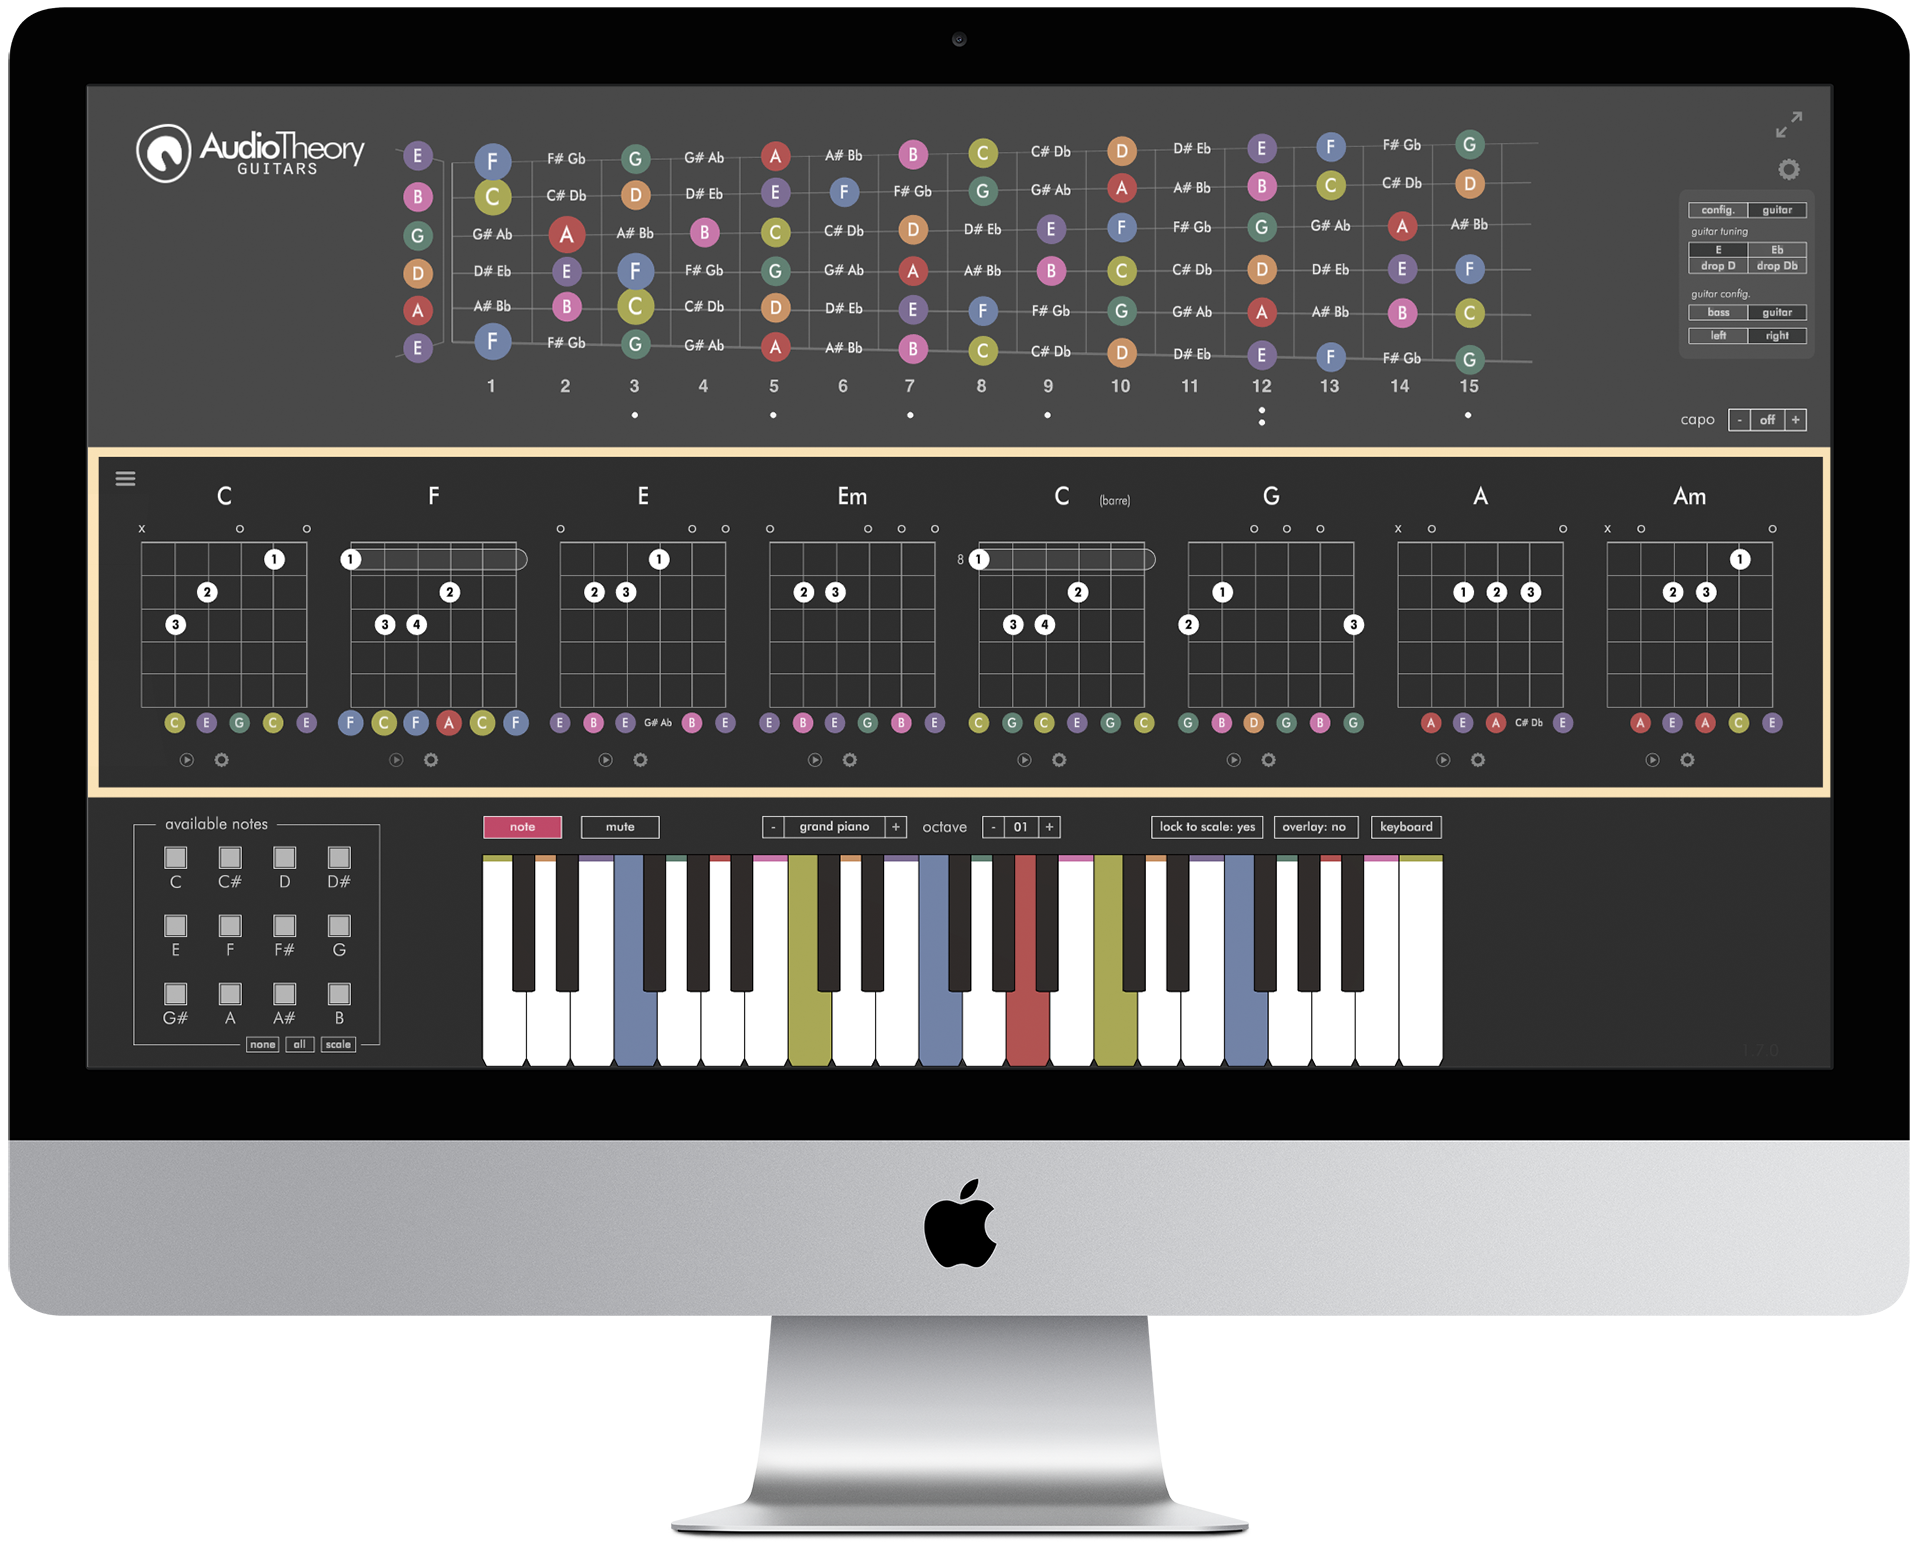 AudioTheory
GUITARS
E F F# Gb G G# Ab A A# Bb B C C# Db D D# Eb E F F# Gb G
B C C# Db D D# Eb E F F# Gb G G# Ab A A# Bb B C C# Db D
G G# Ab A A# Bb B C C# Db D D# Eb E F F# Gb G G# Ab A A# Bb
D D# Eb E F F# Gb G G# Ab A A# Bb B C C# Db D D# Eb E F
A A# Bb B C C# Db D D# Eb E F F# Gb G G# Ab A A# Bb B C
E F F# Gb G G# Ab A A# Bb B C C# Db D D# Eb E F F# Gb G
1 2 3 4 5 6 7 8 9 10 11 12 13 14 15
config. guitar
guitar tuning
E Eb
drop D drop Db
guitar config.
bass guitar
left right
capo - off +
C F E Em C (barre) G A Am
x o o o o o o o o o o o o x o o x o o
1 1 1 8 1 1
2 2 2 3 2 3 2 1 1 2 3 2 3
3 3 4 3 4 2 3
C E G C E F C F A C F E B E G# Ab B E E B E G B E C G C E G C G B D G B G A E A C# Db E A E A C E
available notes
C C# D D#
E F F# G
G# A A# B
none all scale
note mute - grand piano + octave - 01 + lock to scale: yes overlay: no keyboard
1.7.0